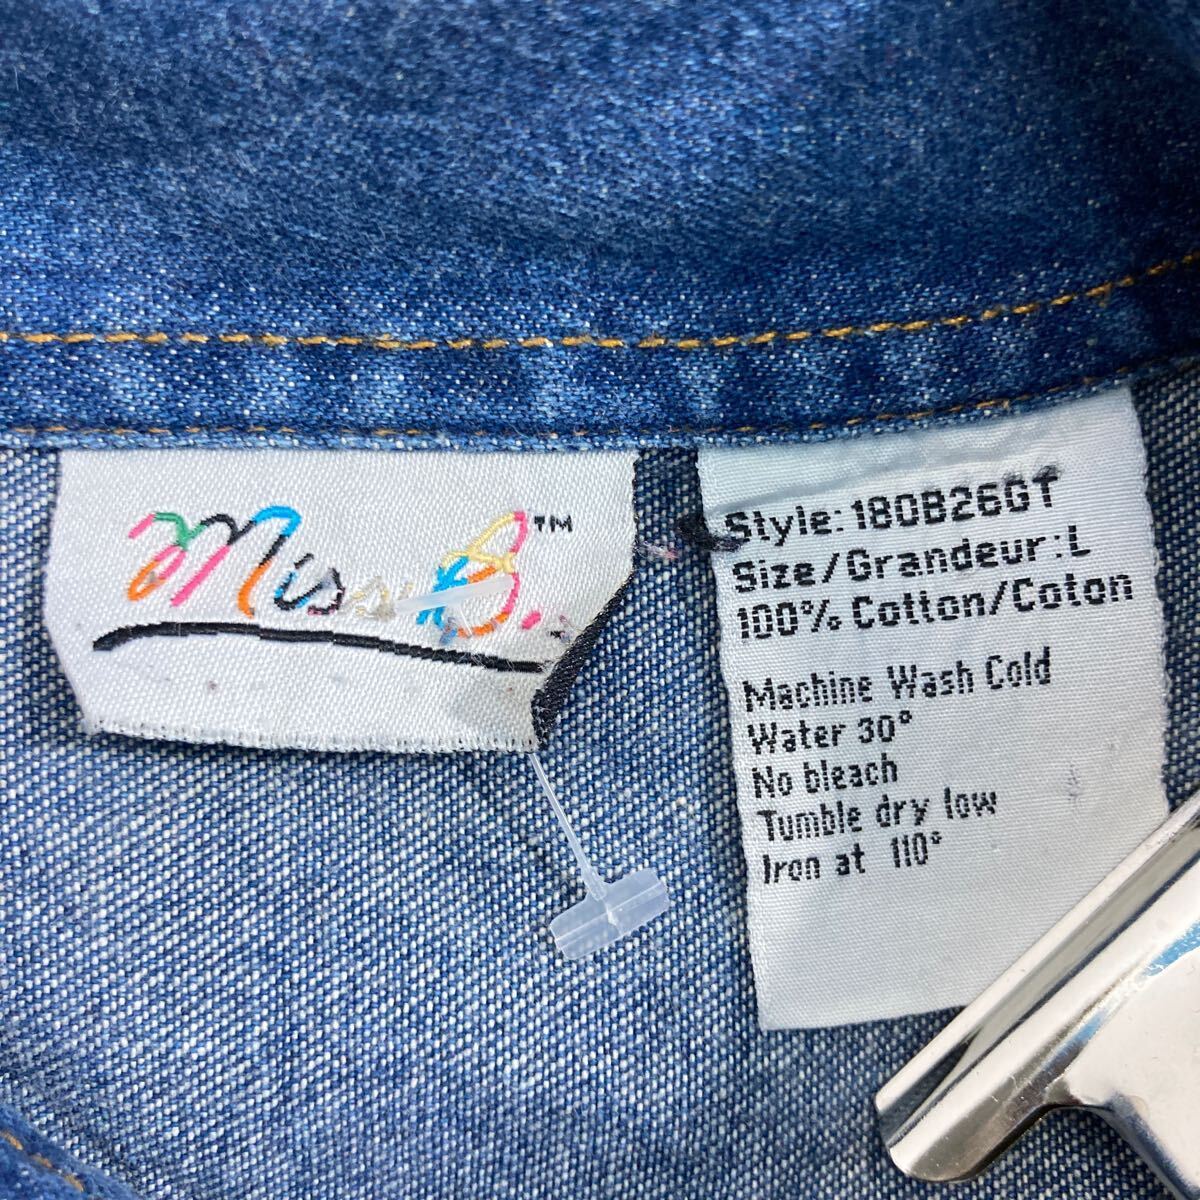 Miss B.™
Style: 180B26GT
Size/Grandeur: L
100% Cotton/Coton
Machine Wash Cold
Water 30°
No bleach
Tumble dry low
Iron at 110°